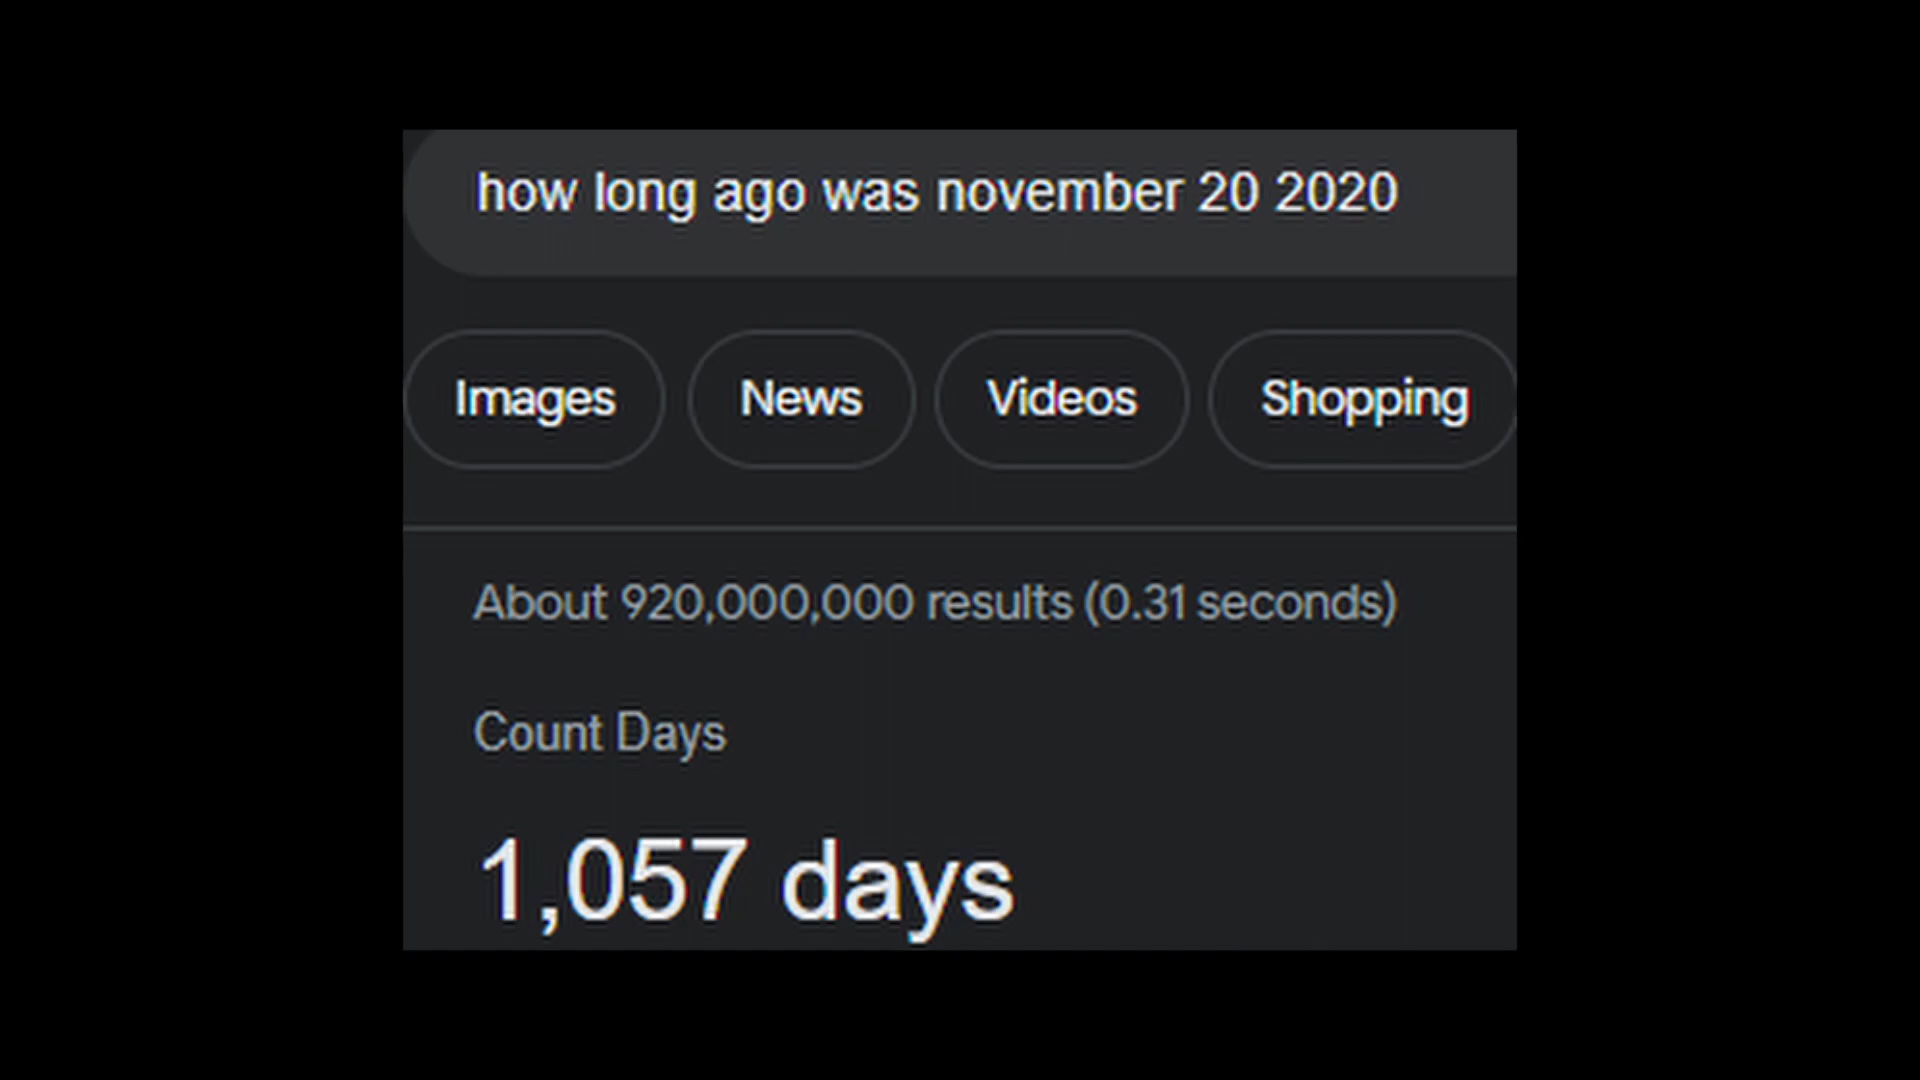 how long ago was november 20 2020
Images News Videos Shopping
About 920,000,000 results (0.31 seconds)
Count Days
1,057 days